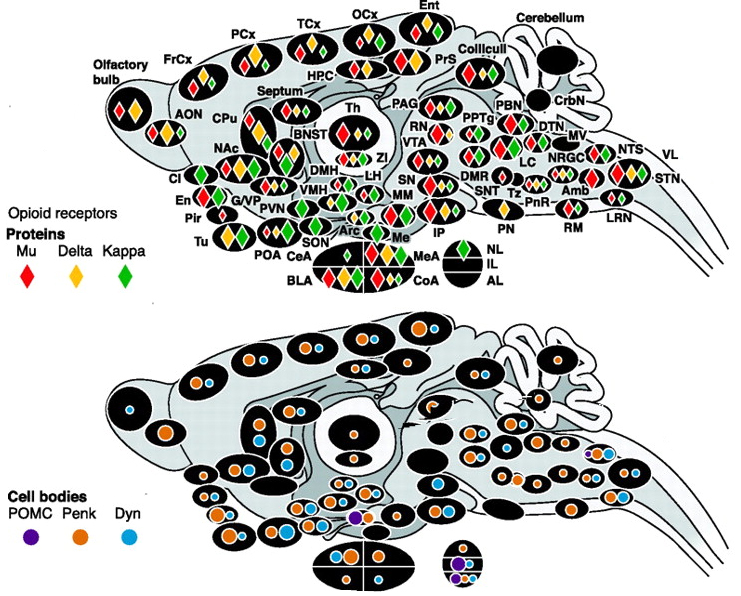 Ent
OCx
Cerebellum
TCx
PCx
FrCx
HPC
PrS
Colliculi
Olfactory
bulb
Septum
AON
CPu
Th
PAG
PBN
CrbN
BNST
RN
PPTg
DTN
MV
VTA
NAc
ZI
LC
NRGC
NTS
VL
DMH
LH
Cl
VMH
SN
DMR
STN
En
G/VP
MM
SNT
Tz
PnR
Amb
Pir
PVN
LRN
Arc
IP
PN
RM
Tu
SON
Me
POA
CeA
MeA
NL
IL
BLA
CoA
AL
Opioid receptors
Proteins
Mu Delta Kappa
Cell bodies
POMC Penk Dyn